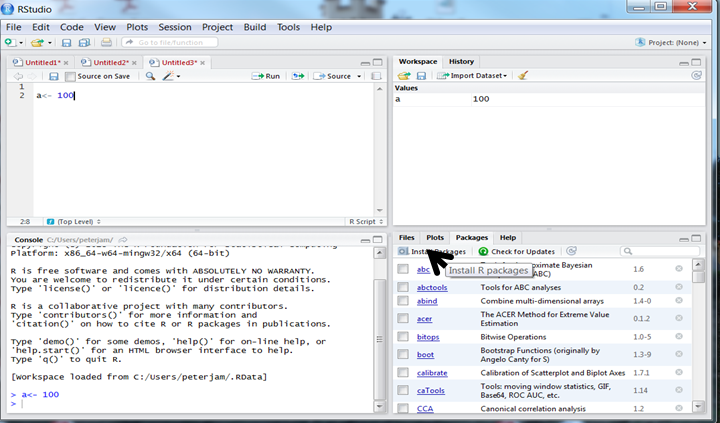 RStudio
File Edit Code View Plots Session Project Build Tools Help
Go to file/function
Project: (None)
Untitled1* Untitled2* Untitled3*
Source on Save Run Source
1
2 a<- 100
2:8 (Top Level) R Script
Workspace History
Import Dataset
Values
a 100
Console C:/Users/peterjam/
Platform: x86_64-w64-mingw32/x64 (64-bit)
R is free software and comes with ABSOLUTELY NO WARRANTY.
You are welcome to redistribute it under certain conditions.
Type 'license()' or 'licence()' for distribution details.
R is a collaborative project with many contributors.
Type 'contributors()' for more information and
'citation()' on how to cite R or R packages in publications.
Type 'demo()' for some demos, 'help()' for on-line help, or
'help.start()' for an HTML browser interface to help.
Type 'q()' to quit R.
[Workspace loaded from C:/Users/peterjam/.RData]
> a<- 100
>
Files Plots Packages Help
Install Packages Check for Updates
Install R packages
abc 1.6
abctools Tools for ABC analyses 0.2
abind Combine multi-dimensional arrays 1.4-0
acer The ACER Method for Extreme Value
Estimation 0.1.2
bitops Bitwise Operations 1.0-5
boot Bootstrap Functions (originally by
Angelo Canty for S) 1.3-9
calibrate Calibration of Scatterplot and Biplot Axes 1.7.1
caTools Tools: moving window statistics, GIF,
Base64, ROC AUC, etc. 1.14
CCA Canonical correlation analysis 1.2